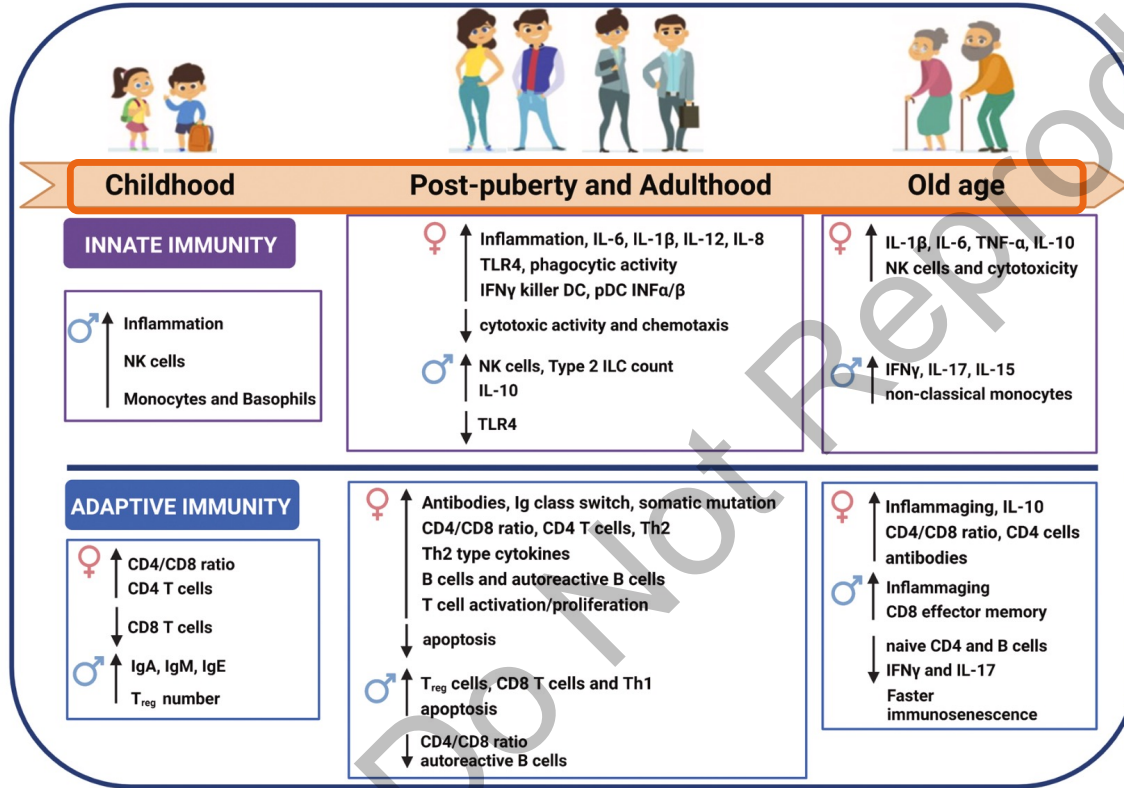 Childhood
Post-puberty and Adulthood
Old age
INNATE IMMUNITY
♂ ↑ Inflammation
NK cells
Monocytes and Basophils
♀ ↑ Inflammation, IL-6, IL-1β, IL-12, IL-8
TLR4, phagocytic activity
IFNγ killer DC, pDC INFα/β
↓ cytotoxic activity and chemotaxis
♂ ↑ NK cells, Type 2 ILC count
IL-10
↓ TLR4
♀ ↑ IL-1β, IL-6, TNF-α, IL-10
NK cells and cytotoxicity
♂ ↑ IFNγ, IL-17, IL-15
non-classical monocytes
ADAPTIVE IMMUNITY
♀ ↑ CD4/CD8 ratio
CD4 T cells
↓ CD8 T cells
♂ ↑ IgA, IgM, IgE
Treg number
♀ ↑ Antibodies, Ig class switch, somatic mutation
CD4/CD8 ratio, CD4 T cells, Th2
Th2 type cytokines
B cells and autoreactive B cells
T cell activation/proliferation
↓ apoptosis
♂ ↑ Treg cells, CD8 T cells and Th1
apoptosis
↓ CD4/CD8 ratio
autoreactive B cells
♀ ↑ Inflammaging, IL-10
CD4/CD8 ratio, CD4 cells
antibodies
♂ ↑ Inflammaging
CD8 effector memory
↓ naive CD4 and B cells
IFNγ and IL-17
Faster
immunosenescence
Do Not Reprod